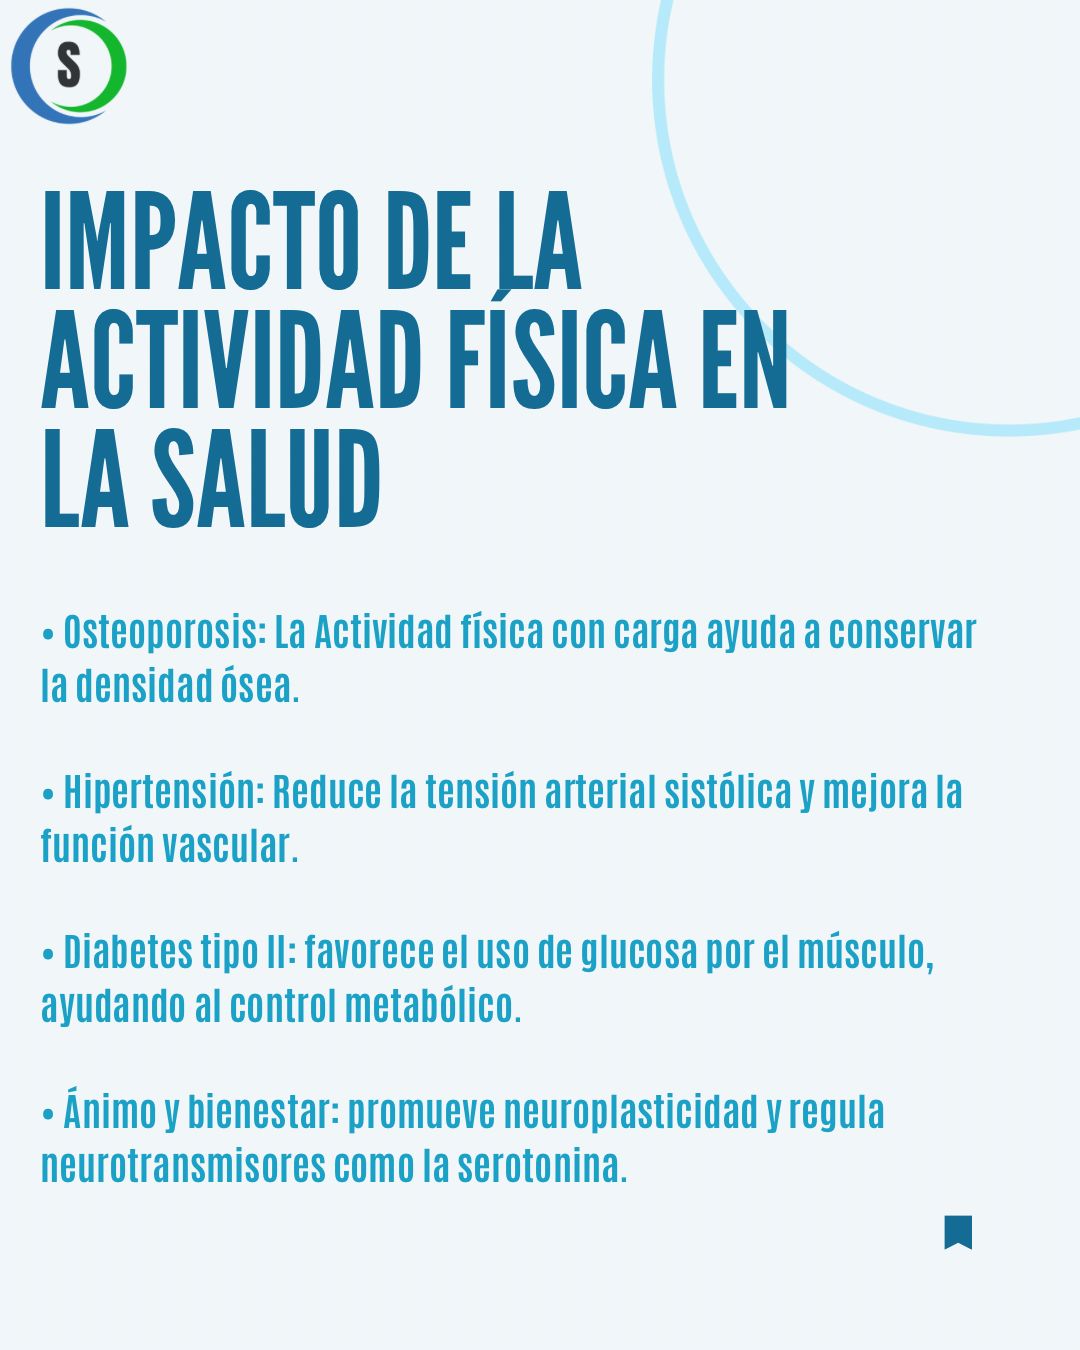 S
IMPACTO DE LA
ACTIVIDAD FÍSICA EN
LA SALUD
• Osteoporosis: La Actividad física con carga ayuda a conservar
la densidad ósea.
• Hipertensión: Reduce la tensión arterial sistólica y mejora la
función vascular.
• Diabetes tipo II: favorece el uso de glucosa por el músculo,
ayudando al control metabólico.
• Ánimo y bienestar: promueve neuroplasticidad y regula
neurotransmisores como la serotonina.